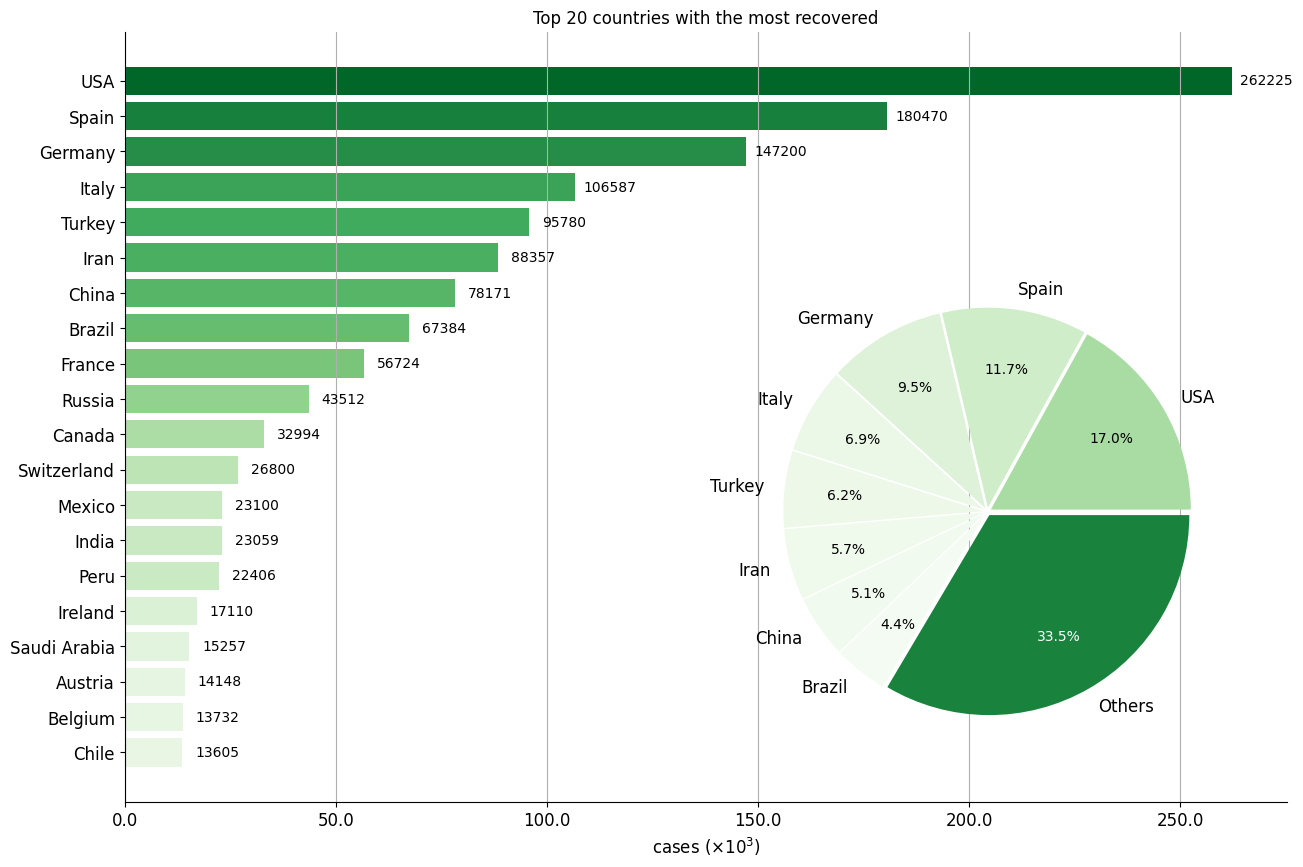 Top 20 countries with the most recovered
USA 262225
Spain 180470
Germany 147200
Italy 106587
Turkey 95780
Iran 88357
China 78171
Brazil 67384
France 56724
Russia 43512
Canada 32994
Switzerland 26800
Mexico 23100
India 23059
Peru 22406
Ireland 17110
Saudi Arabia 15257
Austria 14148
Belgium 13732
Chile 13605
0.0 50.0 100.0 150.0 200.0 250.0
cases (×10³)
USA 17.0%
Spain 11.7%
Germany 9.5%
Italy 6.9%
Turkey 6.2%
Iran 5.7%
China 5.1%
Brazil 4.4%
Others 33.5%